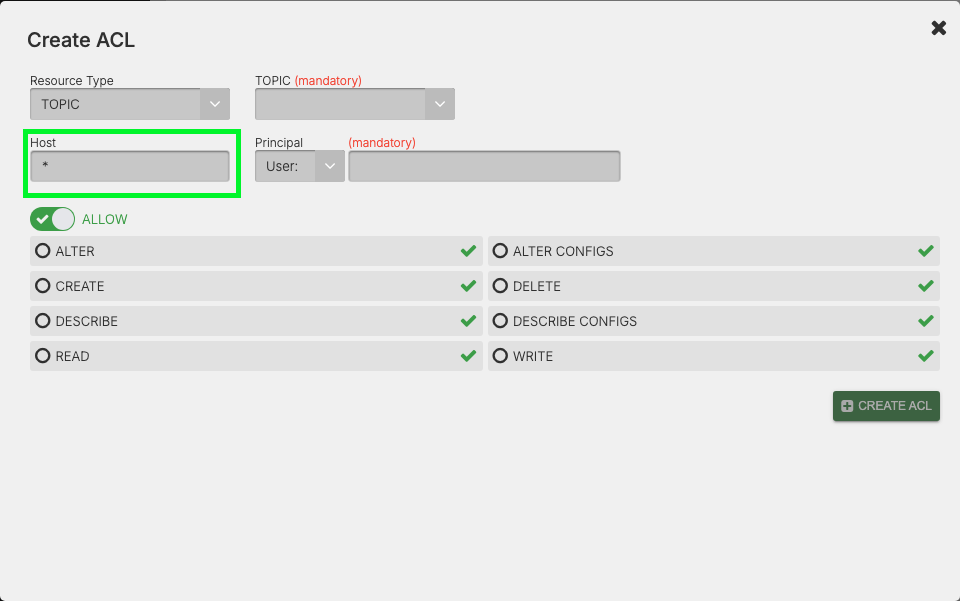 Create ACL
Resource Type
TOPIC (mandatory)
TOPIC
Host
Principal
(mandatory)
*
User:
ALLOW
ALTER
ALTER CONFIGS
CREATE
DELETE
DESCRIBE
DESCRIBE CONFIGS
READ
WRITE
CREATE ACL